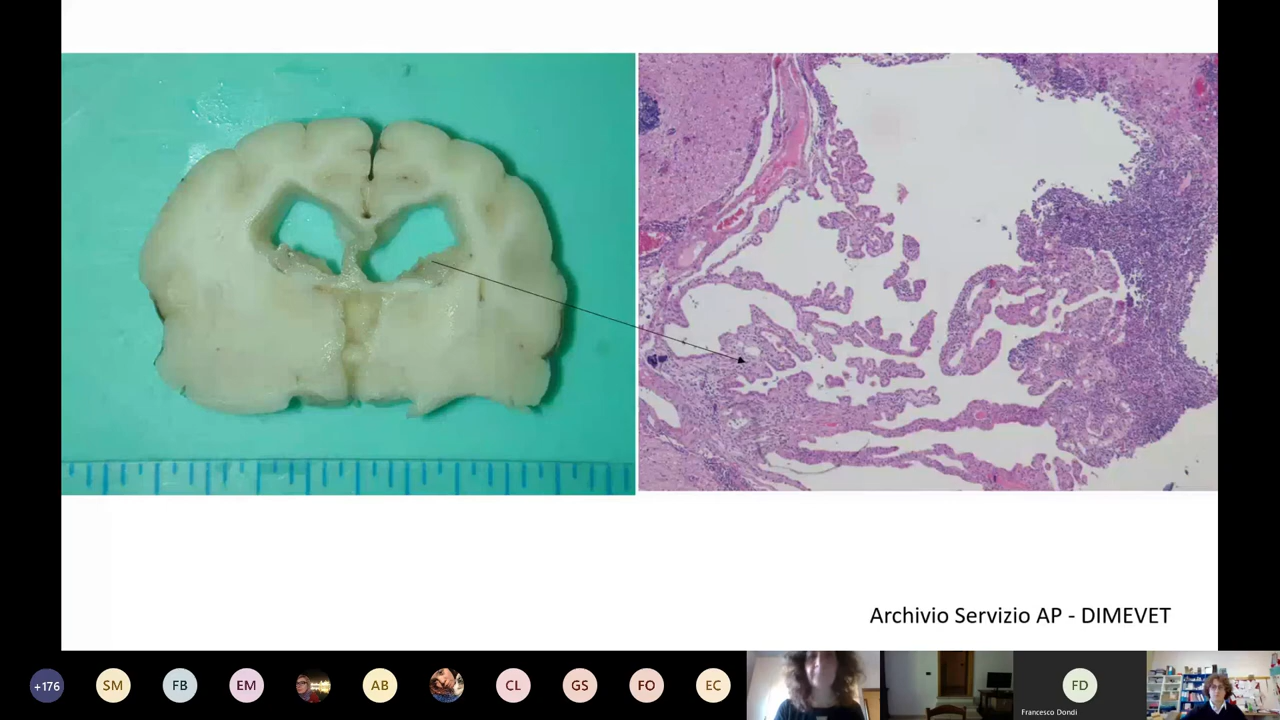 Archivio Servizio AP - DIMEVET
+176
SM
FB
EM
AB
CL
GS
FO
EC
FD
Francesco Dondi